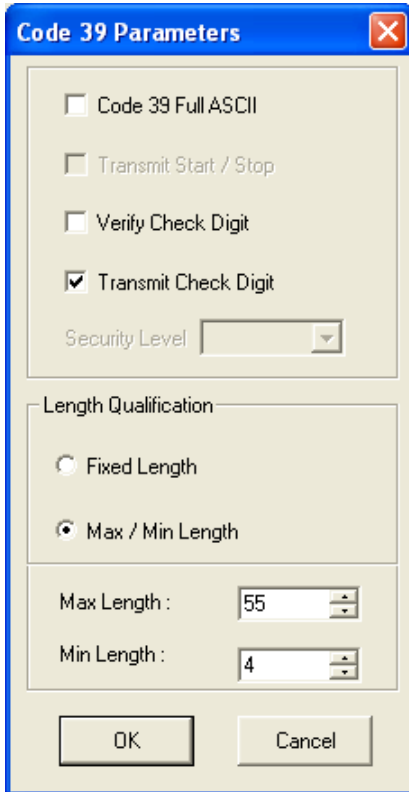 Code 39 Parameters
Code 39 Full ASCII
Transmit Start / Stop
Verify Check Digit
Transmit Check Digit
Security Level
Length Qualification
Fixed Length
Max / Min Length
Max Length : 55
Min Length : 4
OK Cancel